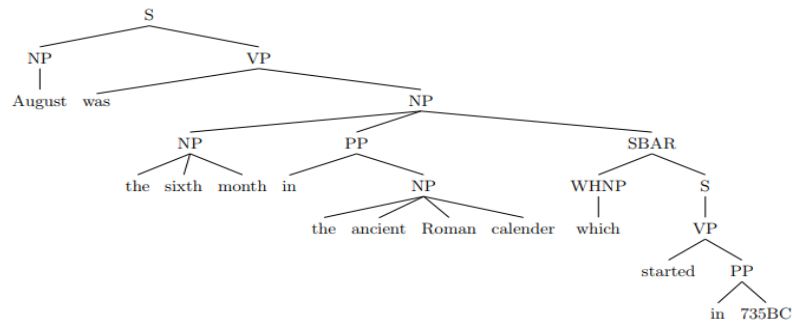 S
NP VP
August was NP
NP PP SBAR
the sixth month in NP WHNP S
the ancient Roman calender which VP
started PP
in 735BC